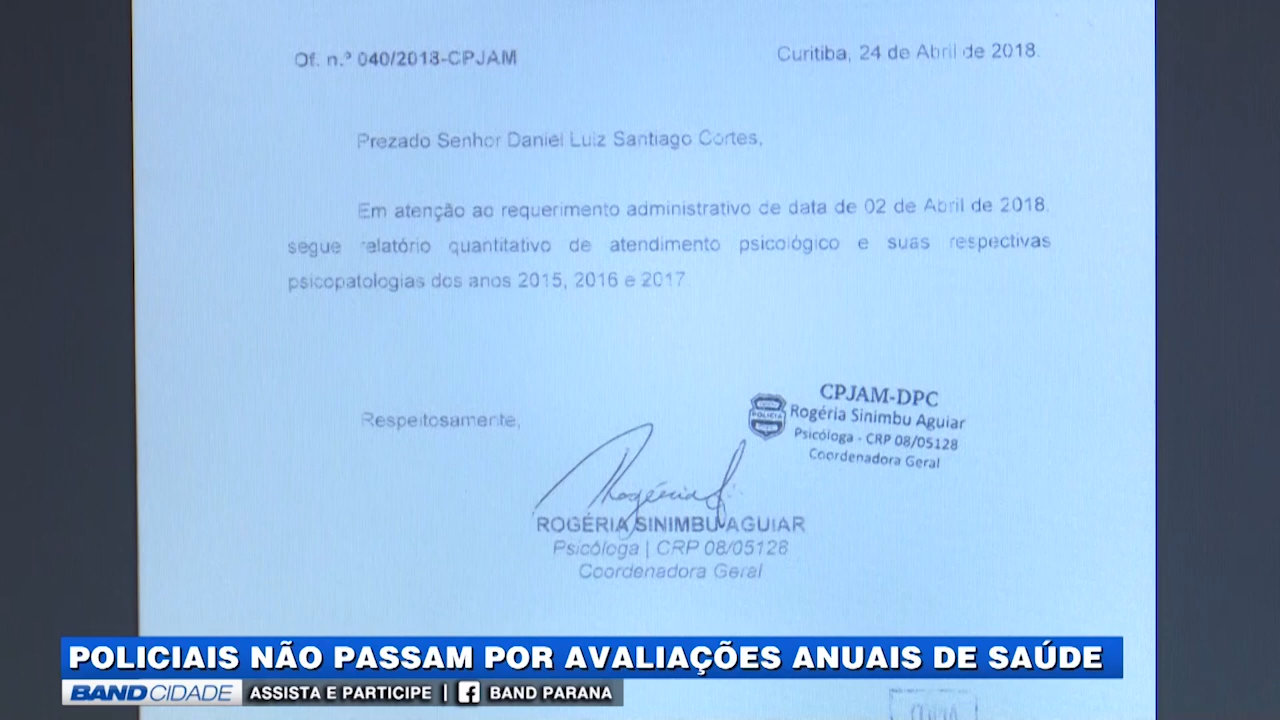 Of. n.º 040/2018-CPJAM
Curitiba, 24 de Abril de 2018.
Prezado Senhor Daniel Luiz Santiago Cortes,
Em atenção ao requerimento administrativo de data de 02 de Abril de 2018,
segue relatório quantitativo de atendimento psicológico e suas respectivas
psicopatologias dos anos 2015, 2016 e 2017.
CPJAM-DPC
POLICIA
Rogéria Sinimbu Aguiar
Psicóloga - CRP 08/05128
Coordenadora Geral
Respeitosamente,
Rogéria
ROGÉRIA SINIMBU AGUIAR
Psicóloga | CRP 08/05128
Coordenadora Geral
POLICIAIS NÃO PASSAM POR AVALIAÇÕES ANUAIS DE SAÚDE
BAND CIDADE ASSISTA E PARTICIPE | f BAND PARANA